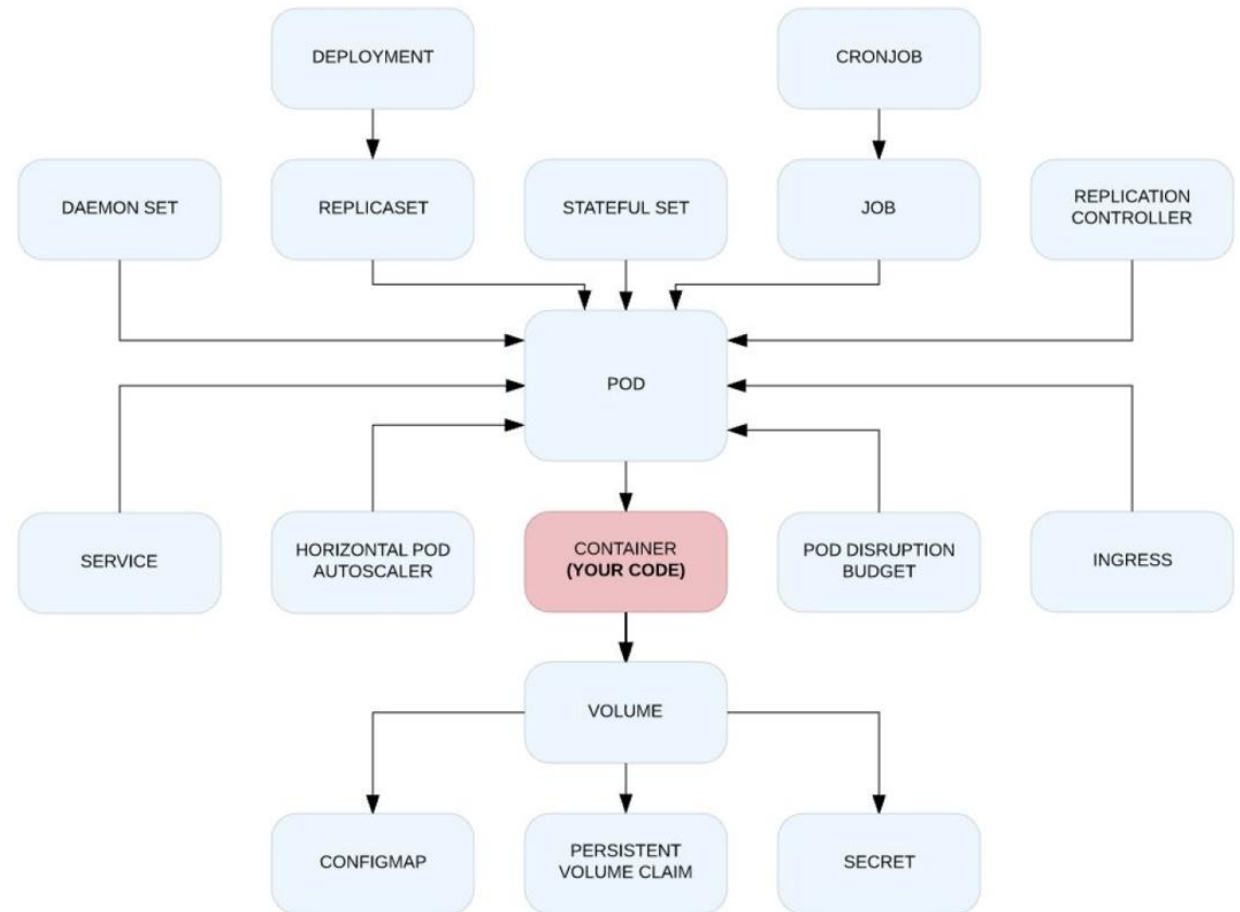 DEPLOYMENT
CRONJOB
DAEMON SET
REPLICASET
STATEFUL SET
JOB
REPLICATION
CONTROLLER
POD
SERVICE
HORIZONTAL POD
AUTOSCALER
CONTAINER
(YOUR CODE)
POD DISRUPTION
BUDGET
INGRESS
VOLUME
CONFIGMAP
PERSISTENT
VOLUME CLAIM
SECRET